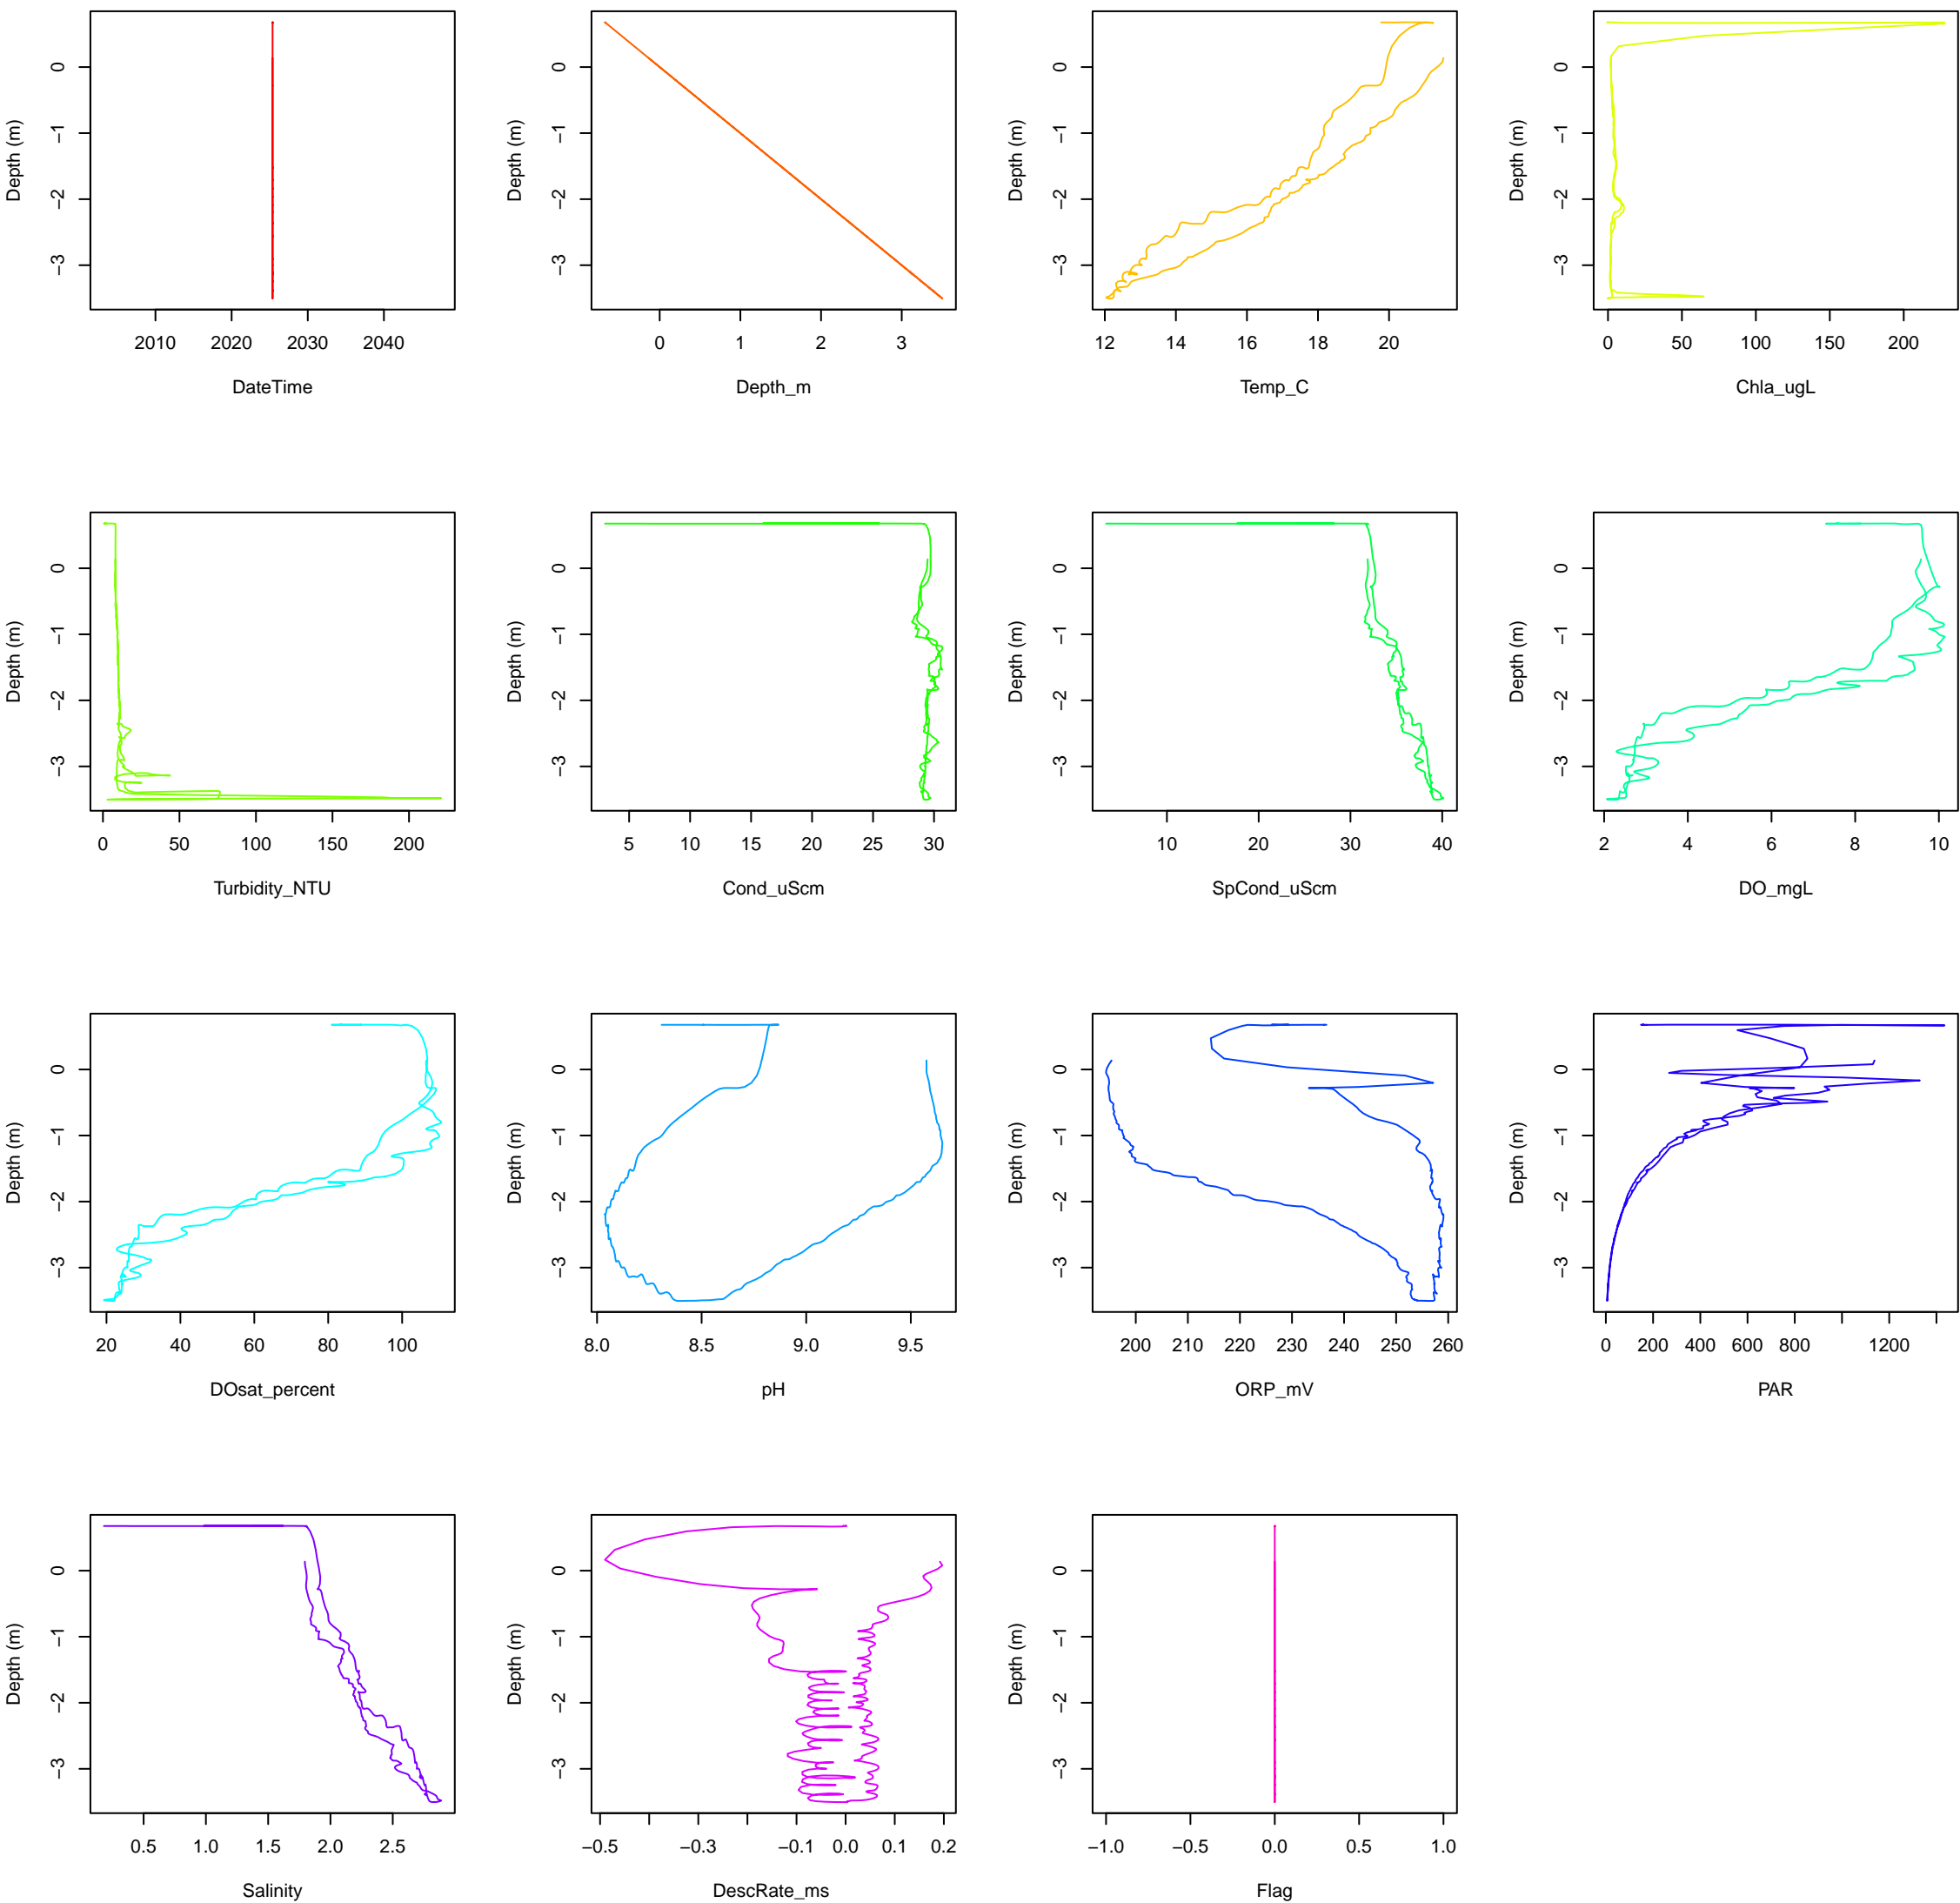 Depth (m)
0
−1
−2
−3
2010 2020 2030 2040
DateTime
Depth (m)
0
−1
−2
−3
0 1 2 3
Depth_m
Depth (m)
0
−1
−2
−3
12 14 16 18 20
Temp_C
Depth (m)
0
−1
−2
−3
0 50 100 150 200
Chla_ugL
Depth (m)
0
−1
−2
−3
0 50 100 150 200
Turbidity_NTU
Depth (m)
0
−1
−2
−3
5 10 15 20 25 30
Cond_uScm
Depth (m)
0
−1
−2
−3
10 20 30 40
SpCond_uScm
Depth (m)
0
−1
−2
−3
2 4 6 8 10
DO_mgL
Depth (m)
0
−1
−2
−3
20 40 60 80 100
DOsat_percent
Depth (m)
0
−1
−2
−3
8.0 8.5 9.0 9.5
pH
Depth (m)
0
−1
−2
−3
200 210 220 230 240 250 260
ORP_mV
Depth (m)
0
−1
−2
−3
0 200 400 600 800 1200
PAR
Depth (m)
0
−1
−2
−3
0.5 1.0 1.5 2.0 2.5
Salinity
Depth (m)
0
−1
−2
−3
−0.5 −0.3 −0.1 0.0 0.1 0.2
DescRate_ms
Depth (m)
0
−1
−2
−3
−1.0 −0.5 0.0 0.5 1.0
Flag